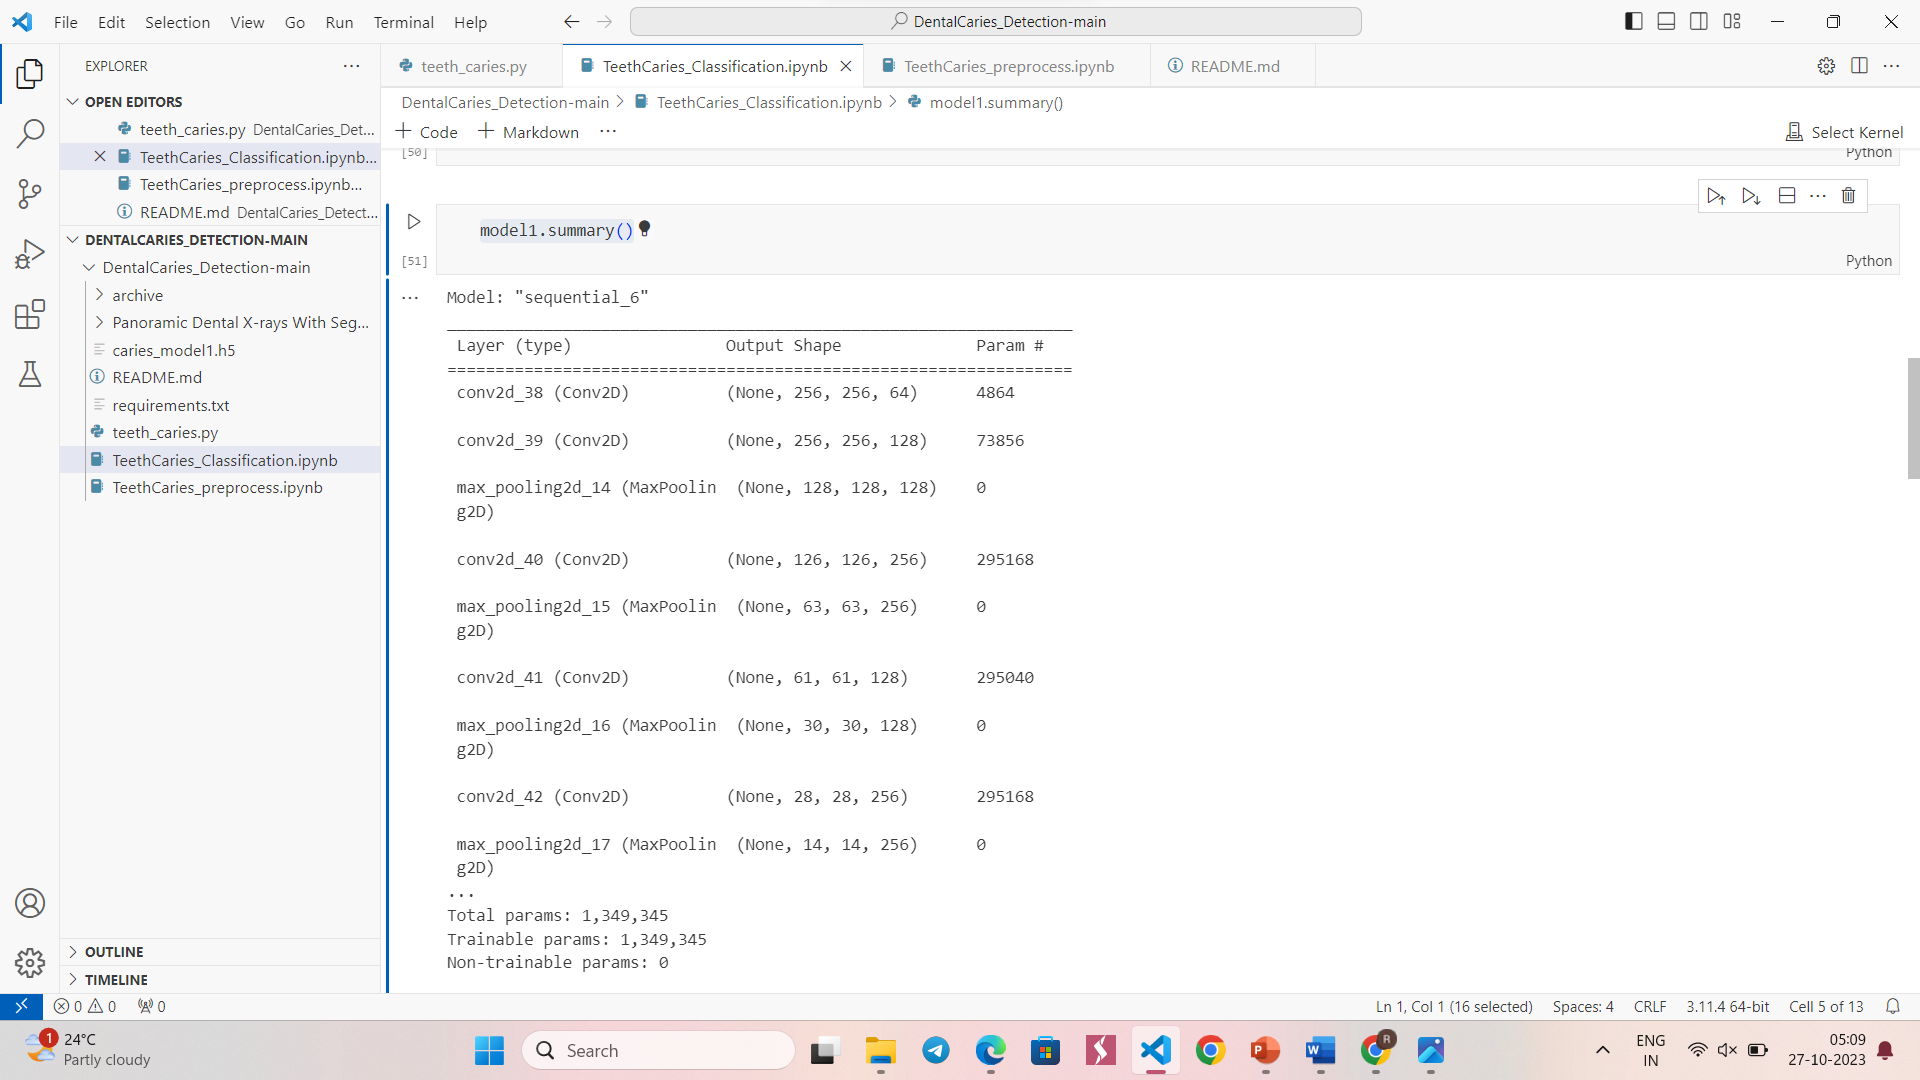 File Edit Selection View Go Run Terminal Help
DentalCaries_Detection-main
EXPLORER
OPEN EDITORS
teeth_caries.py DentalCaries_Det...
TeethCaries_Classification.ipynb...
TeethCaries_preprocess.ipynb...
README.md DentalCaries_Detect...
DENTALCARIES_DETECTION-MAIN
DentalCaries_Detection-main
archive
Panoramic Dental X-rays With Seg...
caries_model1.h5
README.md
requirements.txt
teeth_caries.py
TeethCaries_Classification.ipynb
TeethCaries_preprocess.ipynb
OUTLINE
TIMELINE
teeth_caries.py TeethCaries_Classification.ipynb TeethCaries_preprocess.ipynb README.md
DentalCaries_Detection-main > TeethCaries_Classification.ipynb > model1.summary()
+ Code + Markdown ... Select Kernel
[50] Python
model1.summary()
[51] Python
... Model: "sequential_6"
_________________________________________________________________
Layer (type) Output Shape Param #
=================================================================
conv2d_38 (Conv2D) (None, 256, 256, 64) 4864
conv2d_39 (Conv2D) (None, 256, 256, 128) 73856
max_pooling2d_14 (MaxPoolin (None, 128, 128, 128) 0
g2D)
conv2d_40 (Conv2D) (None, 126, 126, 256) 295168
max_pooling2d_15 (MaxPoolin (None, 63, 63, 256) 0
g2D)
conv2d_41 (Conv2D) (None, 61, 61, 128) 295040
max_pooling2d_16 (MaxPoolin (None, 30, 30, 128) 0
g2D)
conv2d_42 (Conv2D) (None, 28, 28, 256) 295168
max_pooling2d_17 (MaxPoolin (None, 14, 14, 256) 0
g2D)
...
Total params: 1,349,345
Trainable params: 1,349,345
Non-trainable params: 0
0 0 0 Ln 1, Col 1 (16 selected) Spaces: 4 CRLF 3.11.4 64-bit Cell 5 of 13
1 24°C
Partly cloudy
Search
R
ENG
IN
05:09
27-10-2023